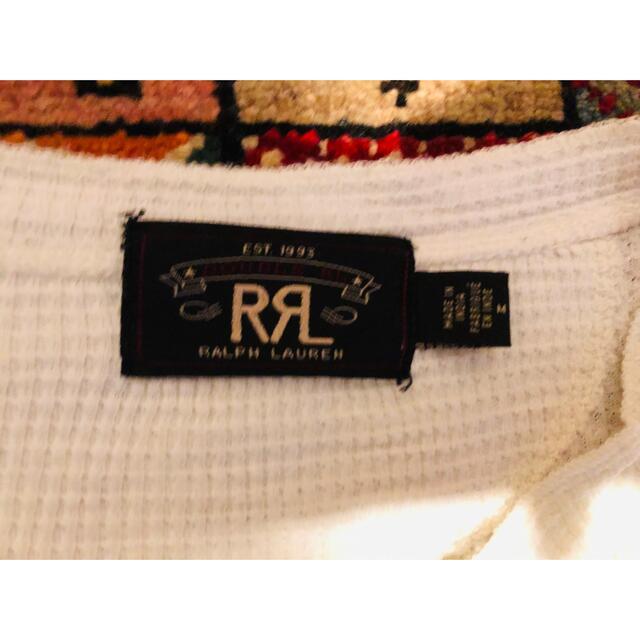 EST. 1993
RRL
RALPH LAUREN
MADE IN
INDIA
FABRIQUÉ
EN INDE
M